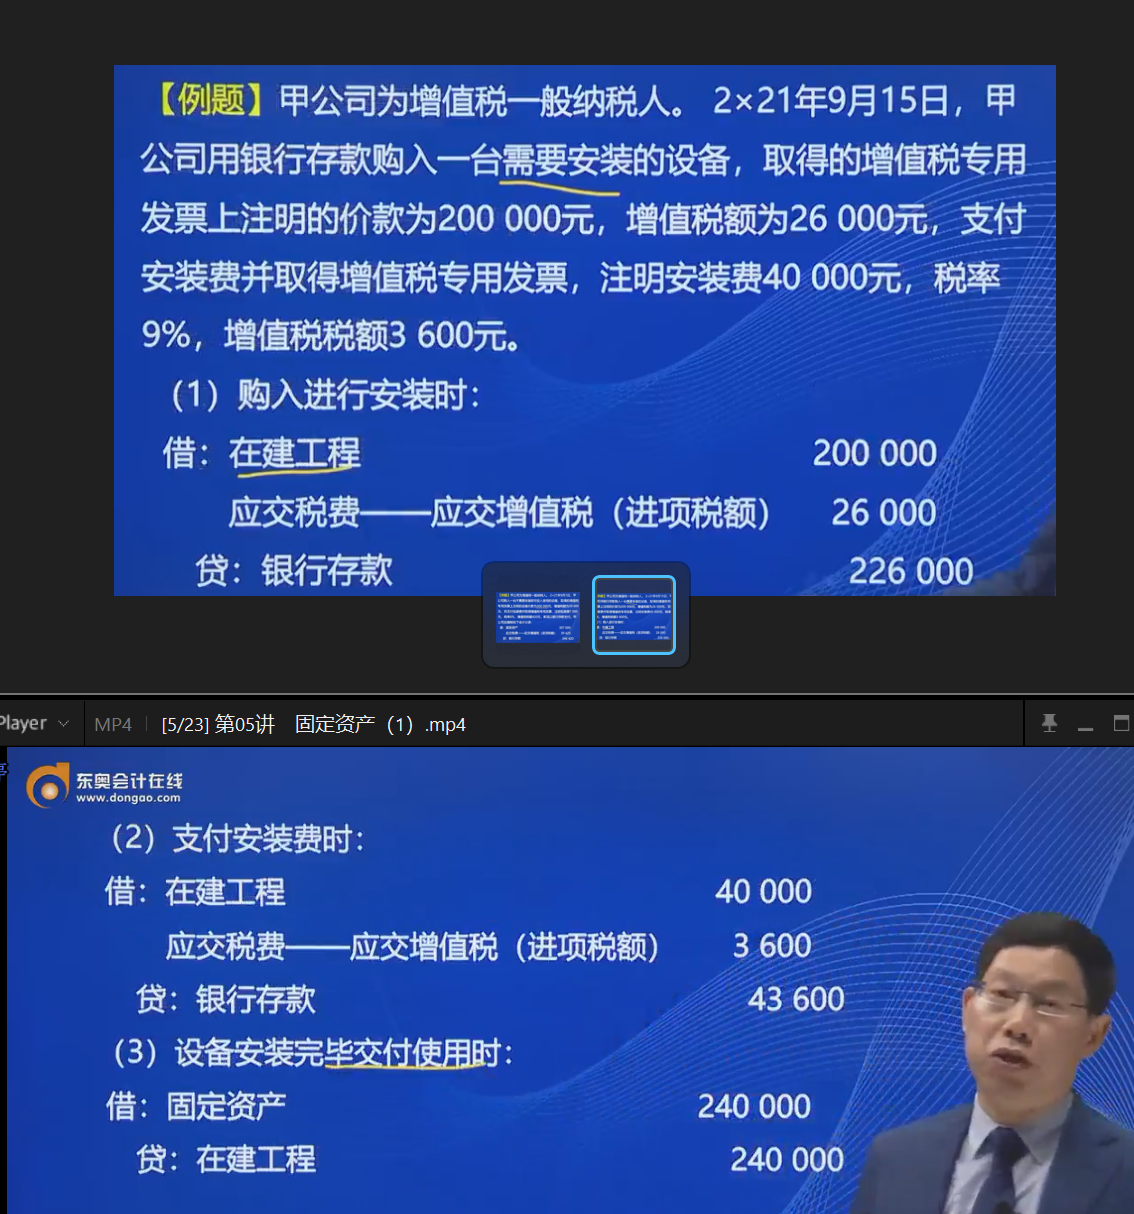 【例题】甲公司为增值税一般纳税人。 2×21年9月15日，甲
公司用银行存款购入一台需要安装的设备，取得的增值税专用
发票上注明的价款为200 000元，增值税额为26 000元，支付
安装费并取得增值税专用发票，注明安装费40 000元，税率
9%，增值税税额3 600元。
（1）购入进行安装时：
借：在建工程 200 000
应交税费——应交增值税（进项税额） 26 000
贷：银行存款 226 000
Player MP4 [5/23] 第05讲 固定资产（1）.mp4
东奥会计在线
www.dongao.com
（2）支付安装费时：
借：在建工程 40 000
应交税费——应交增值税（进项税额） 3 600
贷：银行存款 43 600
（3）设备安装完毕交付使用时：
借：固定资产 240 000
贷：在建工程 240 000